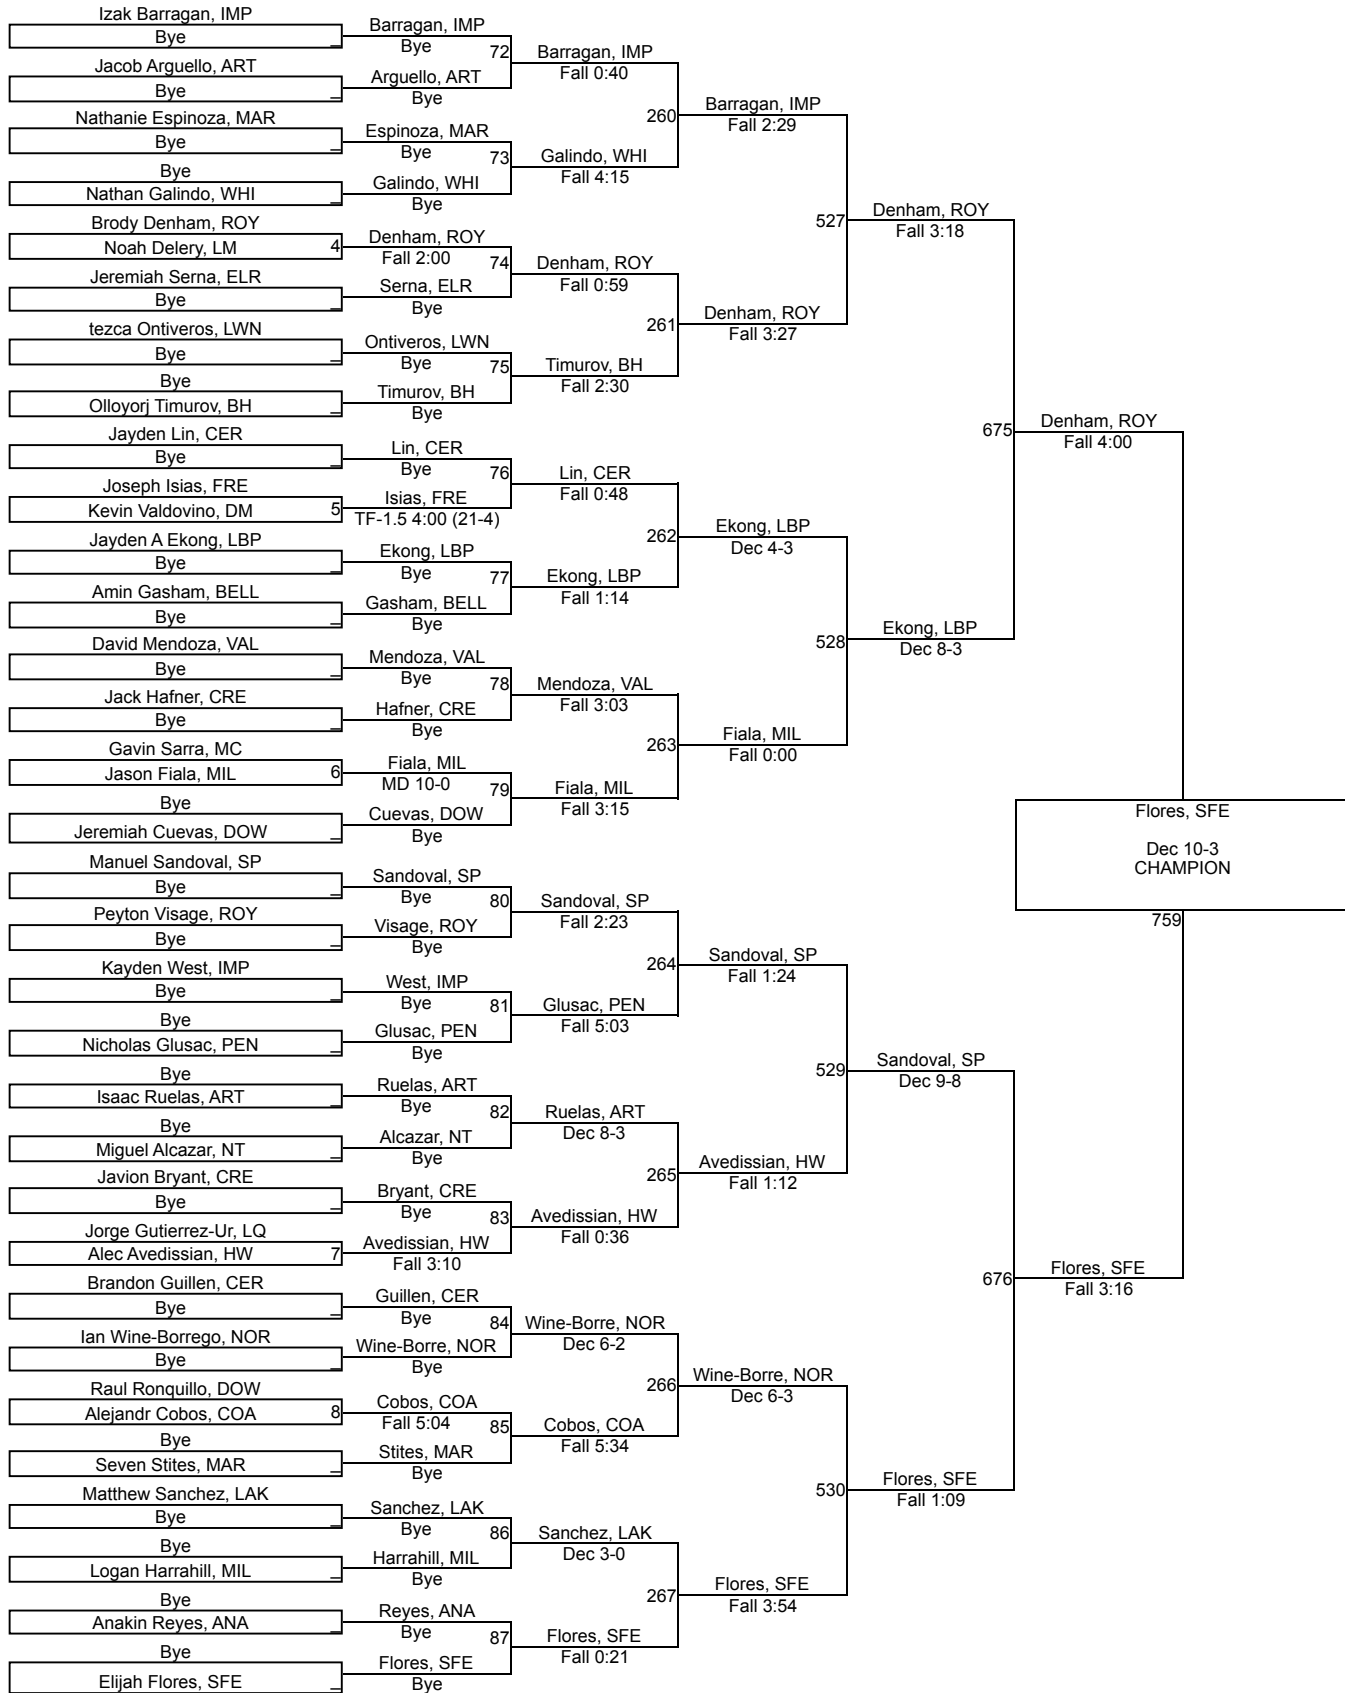 Izak Barragan, IMP
Bye _
Jacob Arguello, ART
Bye _
Nathanie Espinoza, MAR
Bye _
Bye
Nathan Galindo, WHI _
Brody Denham, ROY
Noah Delery, LM 4
Jeremiah Serna, ELR
Bye _
tezca Ontiveros, LWN
Bye _
Bye
Olloyorj Timurov, BH _
Jayden Lin, CER
Bye _
Joseph Isias, FRE
Kevin Valdovino, DM 5
Jayden A Ekong, LBP
Bye _
Amin Gasham, BELL
Bye _
David Mendoza, VAL
Bye _
Jack Hafner, CRE
Bye _
Gavin Sarra, MC
Jason Fiala, MIL 6
Bye
Jeremiah Cuevas, DOW _
Manuel Sandoval, SP
Bye _
Peyton Visage, ROY
Bye _
Kayden West, IMP
Bye _
Bye
Nicholas Glusac, PEN _
Bye
Isaac Ruelas, ART _
Bye
Miguel Alcazar, NT _
Javion Bryant, CRE
Bye _
Jorge Gutierrez-Ur, LQ
Alec Avedissian, HW 7
Brandon Guillen, CER
Bye _
Ian Wine-Borrego, NOR
Bye _
Raul Ronquillo, DOW
Alejandr Cobos, COA 8
Bye
Seven Stites, MAR _
Matthew Sanchez, LAK
Bye _
Bye
Logan Harrahill, MIL _
Bye
Anakin Reyes, ANA _
Bye
Elijah Flores, SFE _
Barragan, IMP
Bye
72
Arguello, ART
Bye
Espinoza, MAR
Bye
73
Galindo, WHI
Bye
Denham, ROY
Fall 2:00
74
Serna, ELR
Bye
Ontiveros, LWN
Bye
75
Timurov, BH
Bye
Lin, CER
Bye
76
Isias, FRE
TF-1.5 4:00 (21-4)
Ekong, LBP
Bye
77
Gasham, BELL
Bye
Mendoza, VAL
Bye
78
Hafner, CRE
Bye
Fiala, MIL
MD 10-0
79
Cuevas, DOW
Bye
Sandoval, SP
Bye
80
Visage, ROY
Bye
West, IMP
Bye
81
Glusac, PEN
Bye
Ruelas, ART
Bye
82
Alcazar, NT
Bye
Bryant, CRE
Bye
83
Avedissian, HW
Fall 3:10
Guillen, CER
Bye
84
Wine-Borre, NOR
Bye
Cobos, COA
Fall 5:04
85
Stites, MAR
Bye
Sanchez, LAK
Bye
86
Harrahill, MIL
Bye
Reyes, ANA
Bye
87
Flores, SFE
Bye
Barragan, IMP
Fall 0:40
260
Galindo, WHI
Fall 4:15
Denham, ROY
Fall 0:59
261
Timurov, BH
Fall 2:30
Lin, CER
Fall 0:48
262
Ekong, LBP
Fall 1:14
Mendoza, VAL
Fall 3:03
263
Fiala, MIL
Fall 3:15
Sandoval, SP
Fall 2:23
264
Glusac, PEN
Fall 5:03
Ruelas, ART
Dec 8-3
265
Avedissian, HW
Fall 0:36
Wine-Borre, NOR
Dec 6-2
266
Cobos, COA
Fall 5:34
Sanchez, LAK
Dec 3-0
267
Flores, SFE
Fall 0:21
Barragan, IMP
Fall 2:29
527
Denham, ROY
Fall 3:27
Ekong, LBP
Dec 4-3
528
Fiala, MIL
Fall 0:00
Sandoval, SP
Fall 1:24
529
Avedissian, HW
Fall 1:12
Wine-Borre, NOR
Dec 6-3
530
Flores, SFE
Fall 3:54
Denham, ROY
Fall 3:18
675
Ekong, LBP
Dec 8-3
Sandoval, SP
Dec 9-8
676
Flores, SFE
Fall 1:09
Denham, ROY
Fall 4:00
Flores, SFE
Dec 10-3
CHAMPION
759
Flores, SFE
Fall 3:16